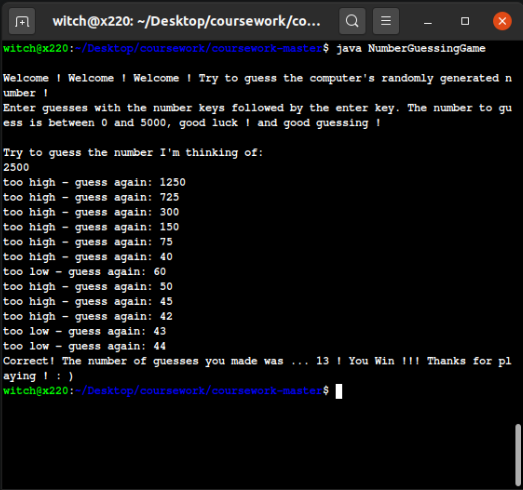 witch@x220: ~/Desktop/coursework/co...
witch@x220:~/Desktop/coursework/coursework-master$ java NumberGuessingGame
Welcome ! Welcome ! Welcome ! Try to guess the computer's randomly generated n
umber !
Enter guesses with the number keys followed by the enter key. The number to gu
ess is between 0 and 5000, good luck ! and good guessing !
Try to guess the number I'm thinking of:
2500
too high - guess again: 1250
too high - guess again: 725
too high - guess again: 300
too high - guess again: 150
too high - guess again: 75
too high - guess again: 40
too low - guess again: 60
too high - guess again: 50
too high - guess again: 45
too high - guess again: 42
too low - guess again: 43
too low - guess again: 44
Correct! The number of guesses you made was ... 13 ! You Win !!! Thanks for pl
aying ! : )
witch@x220:~/Desktop/coursework/coursework-master$